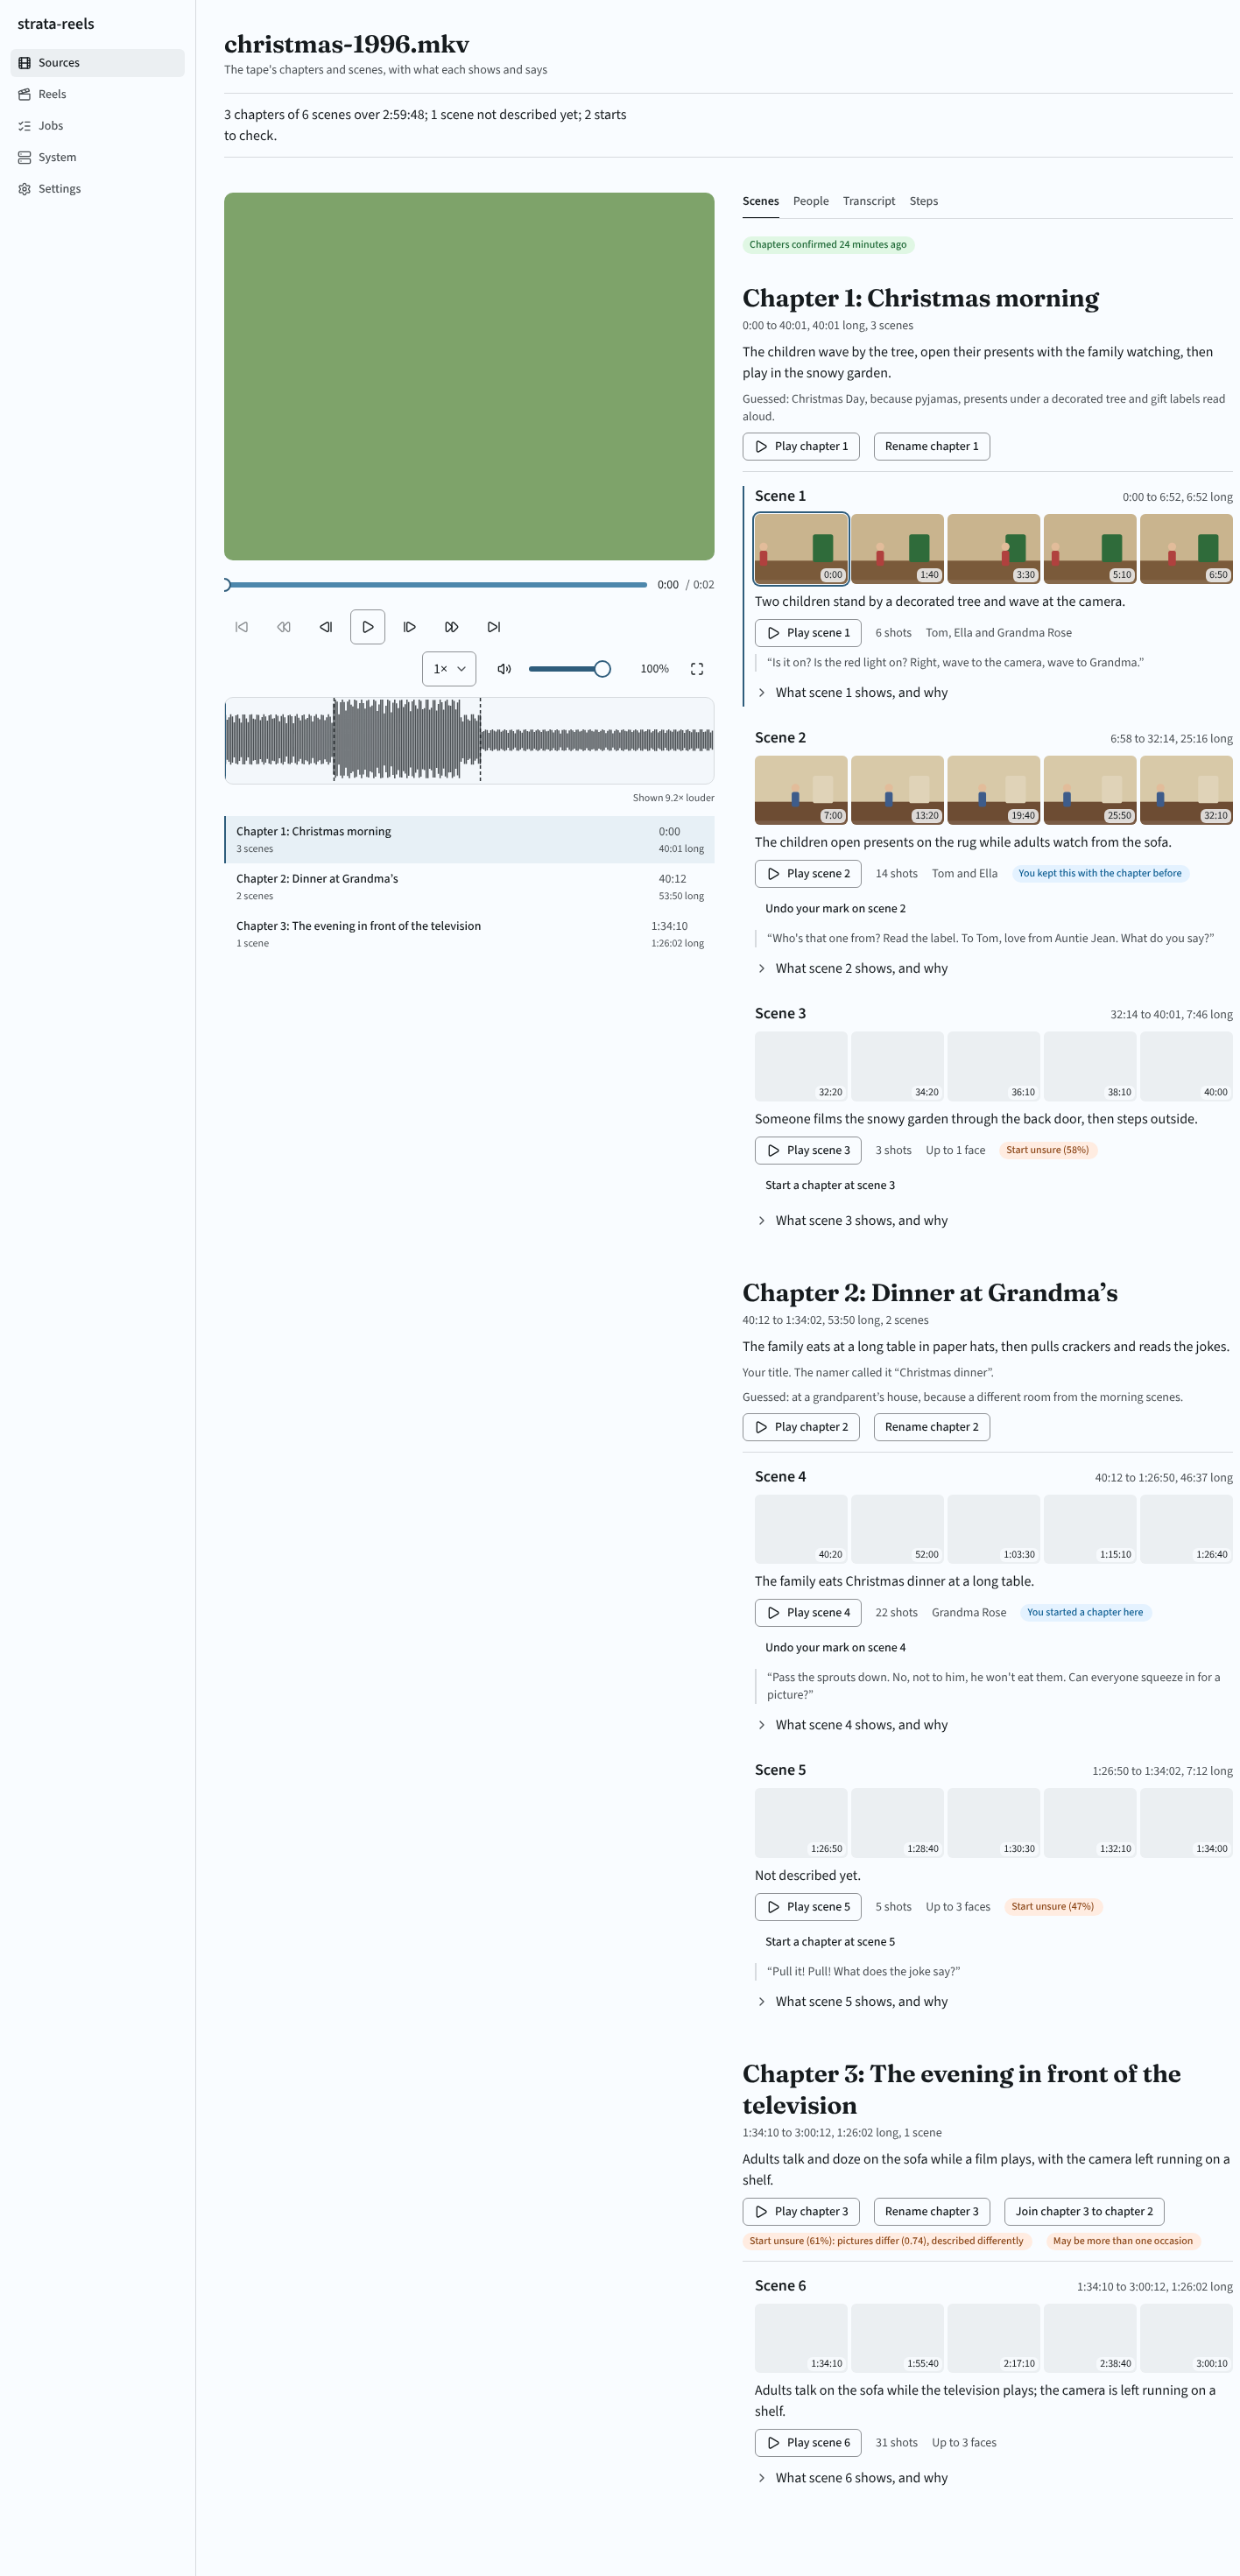 strata-reels
Sources
Reels
Jobs
System
Settings
christmas-1996.mkv
The tape's chapters and scenes, with what each shows and says
3 chapters of 6 scenes over 2:59:48; 1 scene not described yet; 2 starts
to check.
0:00 / 0:02
1×
100%
Shown 9.2× louder
Chapter 1: Christmas morning 0:00
3 scenes 40:01 long
Chapter 2: Dinner at Grandma’s 40:12
2 scenes 53:50 long
Chapter 3: The evening in front of the television 1:34:10
1 scene 1:26:02 long
Scenes People Transcript Steps
Chapters confirmed 24 minutes ago
Chapter 1: Christmas morning
0:00 to 40:01, 40:01 long, 3 scenes
The children wave by the tree, open their presents with the family watching, then
play in the snowy garden.
Guessed: Christmas Day, because pyjamas, presents under a decorated tree and gift labels read
aloud.
Play chapter 1 Rename chapter 1
Scene 1 0:00 to 6:52, 6:52 long
0:00 1:40 3:30 5:10 6:50
Two children stand by a decorated tree and wave at the camera.
Play scene 1 6 shots Tom, Ella and Grandma Rose
“Is it on? Is the red light on? Right, wave to the camera, wave to Grandma.”
What scene 1 shows, and why
Scene 2 6:58 to 32:14, 25:16 long
7:00 13:20 19:40 25:50 32:10
The children open presents on the rug while adults watch from the sofa.
Play scene 2 14 shots Tom and Ella You kept this with the chapter before
Undo your mark on scene 2
“Who's that one from? Read the label. To Tom, love from Auntie Jean. What do you say?”
What scene 2 shows, and why
Scene 3 32:14 to 40:01, 7:46 long
32:20 34:20 36:10 38:10 40:00
Someone films the snowy garden through the back door, then steps outside.
Play scene 3 3 shots Up to 1 face Start unsure (58%)
Start a chapter at scene 3
What scene 3 shows, and why
Chapter 2: Dinner at Grandma’s
40:12 to 1:34:02, 53:50 long, 2 scenes
The family eats at a long table in paper hats, then pulls crackers and reads the jokes.
Your title. The namer called it “Christmas dinner”.
Guessed: at a grandparent’s house, because a different room from the morning scenes.
Play chapter 2 Rename chapter 2
Scene 4 40:12 to 1:26:50, 46:37 long
40:20 52:00 1:03:30 1:15:10 1:26:40
The family eats Christmas dinner at a long table.
Play scene 4 22 shots Grandma Rose You started a chapter here
Undo your mark on scene 4
“Pass the sprouts down. No, not to him, he won't eat them. Can everyone squeeze in for a
picture?”
What scene 4 shows, and why
Scene 5 1:26:50 to 1:34:02, 7:12 long
1:26:50 1:28:40 1:30:30 1:32:10 1:34:00
Not described yet.
Play scene 5 5 shots Up to 3 faces Start unsure (47%)
Start a chapter at scene 5
“Pull it! Pull! What does the joke say?”
What scene 5 shows, and why
Chapter 3: The evening in front of the
television
1:34:10 to 3:00:12, 1:26:02 long, 1 scene
Adults talk and doze on the sofa while a film plays, with the camera left running on a
shelf.
Play chapter 3 Rename chapter 3 Join chapter 3 to chapter 2
Start unsure (61%): pictures differ (0.74), described differently May be more than one occasion
Scene 6 1:34:10 to 3:00:12, 1:26:02 long
1:34:10 1:55:40 2:17:10 2:38:40 3:00:10
Adults talk on the sofa while the television plays; the camera is left running on a
shelf.
Play scene 6 31 shots Up to 3 faces
What scene 6 shows, and why